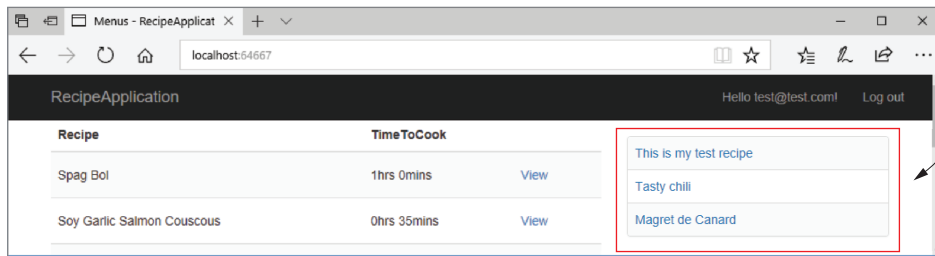 Menus - RecipeApplicat
localhost:64667
RecipeApplication
Hello test@test.com!
Log out
Recipe
TimeToCook
Spag Bol
1hrs 0mins
View
Soy Garlic Salmon Couscous
0hrs 35mins
View
This is my test recipe
Tasty chili
Magret de Canard